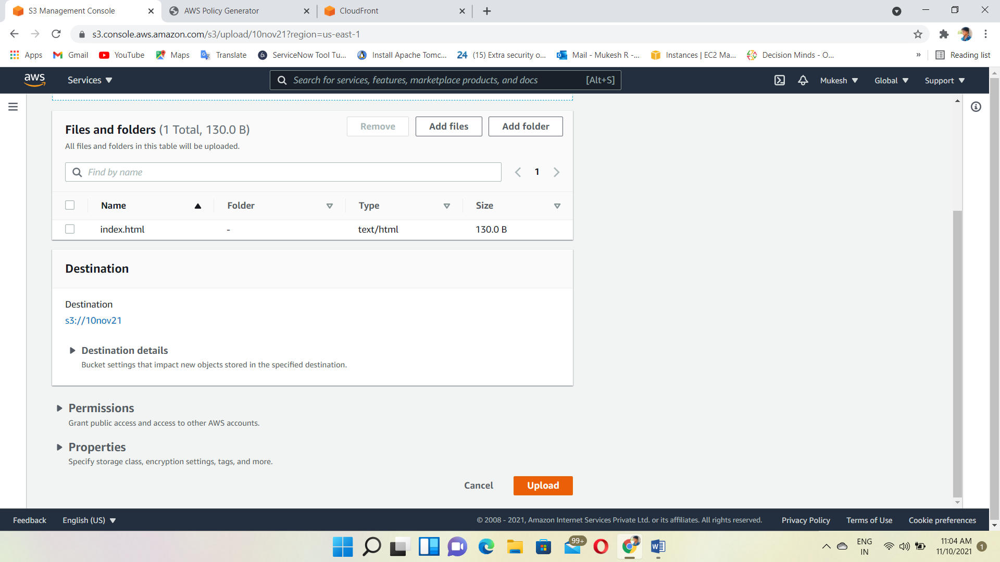 S3 Management Console
AWS Policy Generator
CloudFront
s3.console.aws.amazon.com/s3/upload/10nov21?region=us-east-1
Apps
Gmail
YouTube
Maps
Translate
ServiceNow Tool Tu...
Install Apache Tomc...
24
(15) Extra security o...
Mail - Mukesh R -...
Instances | EC2 Ma...
Decision Minds - O...
»
Reading list
aws
Services
Search for services, features, marketplace products, and docs
[Alt+S]
Mukesh
Global
Support
Files and folders (1 Total, 130.0 B)
Remove
Add files
Add folder
All files and folders in this table will be uploaded.
Find by name
1
Name
Folder
Type
Size
index.html
-
text/html
130.0 B
Destination
Destination
s3://10nov21
Destination details
Bucket settings that impact new objects stored in the specified destination.
Permissions
Grant public access and access to other AWS accounts.
Properties
Specify storage class, encryption settings, tags, and more.
Cancel
Upload
Feedback
English (US)
© 2008 - 2021, Amazon Internet Services Private Ltd. or its affiliates. All rights reserved.
Privacy Policy
Terms of Use
Cookie preferences
99+
ENG
IN
11:04 AM
11/10/2021
1